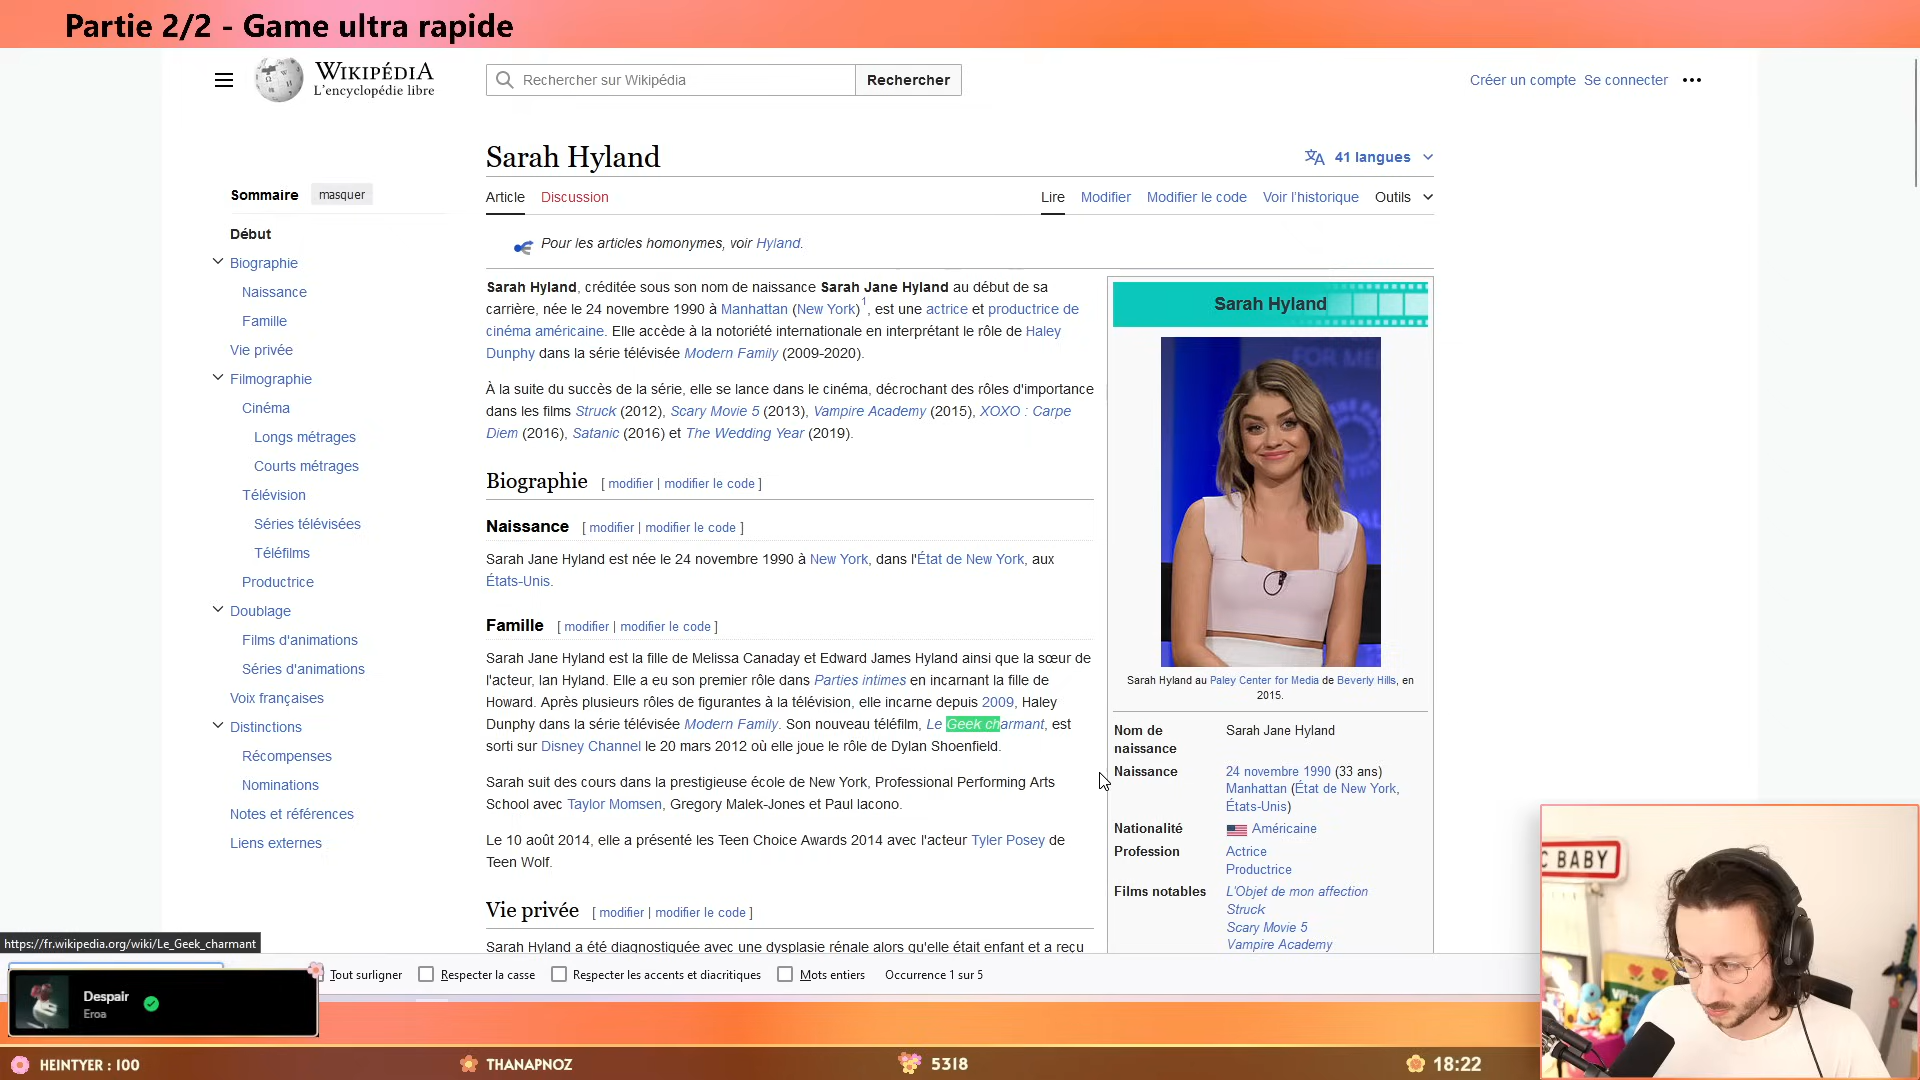 Partie 2/2 - Game ultra rapide
WIKIPÉDIA
L'encyclopédie libre
Rechercher sur Wikipédia
Rechercher
Créer un compte Se connecter
Sarah Hyland
41 langues
Article Discussion
Lire Modifier Modifier le code Voir l'historique Outils
Sommaire masquer
Début
Biographie
Naissance
Famille
Vie privée
Filmographie
Cinéma
Longs métrages
Courts métrages
Télévision
Séries télévisées
Téléfilms
Productrice
Doublage
Films d'animations
Séries d'animations
Voix françaises
Distinctions
Récompenses
Nominations
Notes et références
Liens externes
Pour les articles homonymes, voir Hyland.
Sarah Hyland, créditée sous son nom de naissance Sarah Jane Hyland au début de sa
carrière, née le 24 novembre 1990 à Manhattan (New York)1, est une actrice et productrice de
cinéma américaine. Elle accède à la notoriété internationale en interprétant le rôle de Haley
Dunphy dans la série télévisée Modern Family (2009-2020).
À la suite du succès de la série, elle se lance dans le cinéma, décrochant des rôles d'importance
dans les films Struck (2012), Scary Movie 5 (2013), Vampire Academy (2015), XOXO : Carpe
Diem (2016), Satanic (2016) et The Wedding Year (2019).
Biographie [ modifier | modifier le code ]
Naissance [ modifier | modifier le code ]
Sarah Jane Hyland est née le 24 novembre 1990 à New York, dans l'État de New York, aux
États-Unis.
Famille [ modifier | modifier le code ]
Sarah Jane Hyland est la fille de Melissa Canaday et Edward James Hyland ainsi que la sœur de
l'acteur, Ian Hyland. Elle a eu son premier rôle dans Parties intimes en incarnant la fille de
Howard. Après plusieurs rôles de figurantes à la télévision, elle incarne depuis 2009, Haley
Dunphy dans la série télévisée Modern Family. Son nouveau téléfilm, Le Geek charmant, est
sorti sur Disney Channel le 20 mars 2012 où elle joue le rôle de Dylan Shoenfield.
Sarah suit des cours dans la prestigieuse école de New York, Professional Performing Arts
School avec Taylor Momsen, Gregory Malek-Jones et Paul Iacono.
Le 10 août 2014, elle a présenté les Teen Choice Awards 2014 avec l'acteur Tyler Posey de
Teen Wolf.
Vie privée [ modifier | modifier le code ]
Sarah Hyland a été diagnostiquée avec une dysplasie rénale alors qu'elle était enfant et a reçu
Sarah Hyland
Sarah Hyland au Paley Center for Media de Beverly Hills, en
2015.
Nom de naissance Sarah Jane Hyland
Naissance 24 novembre 1990 (33 ans)
Manhattan (État de New York,
États-Unis)
Nationalité Américaine
Profession Actrice
Productrice
Films notables L'Objet de mon affection
Struck
Scary Movie 5
Vampire Academy
https://fr.wikipedia.org/wiki/Le_Geek_charmant
Tout surligner Respecter la casse Respecter les accents et diacritiques Mots entiers Occurrence 1 sur 5
Despair
Eroa
C BABY
HEINTYER : 100
THANAPNOZ
5318
18:22